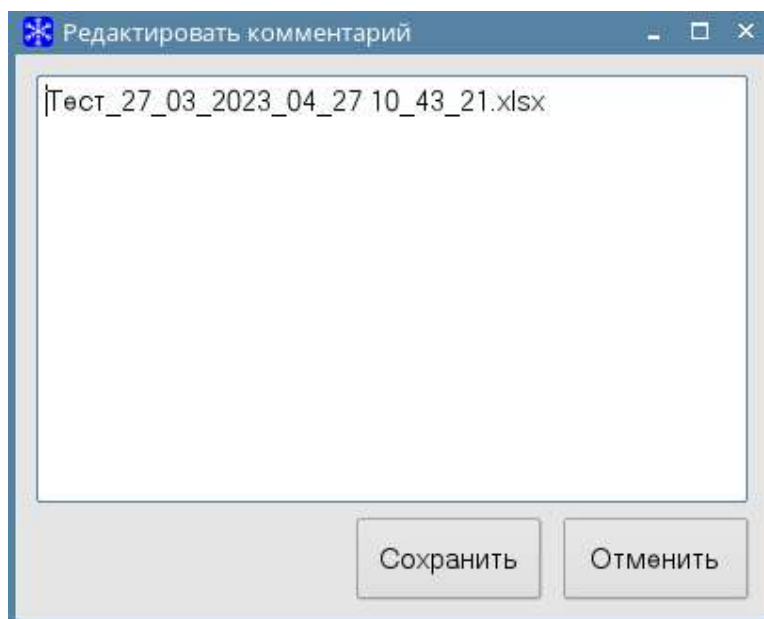 Редактировать комментарий
Тест_27_03_2023_04_27 10_43_21.xlsx
Сохранить
Отменить